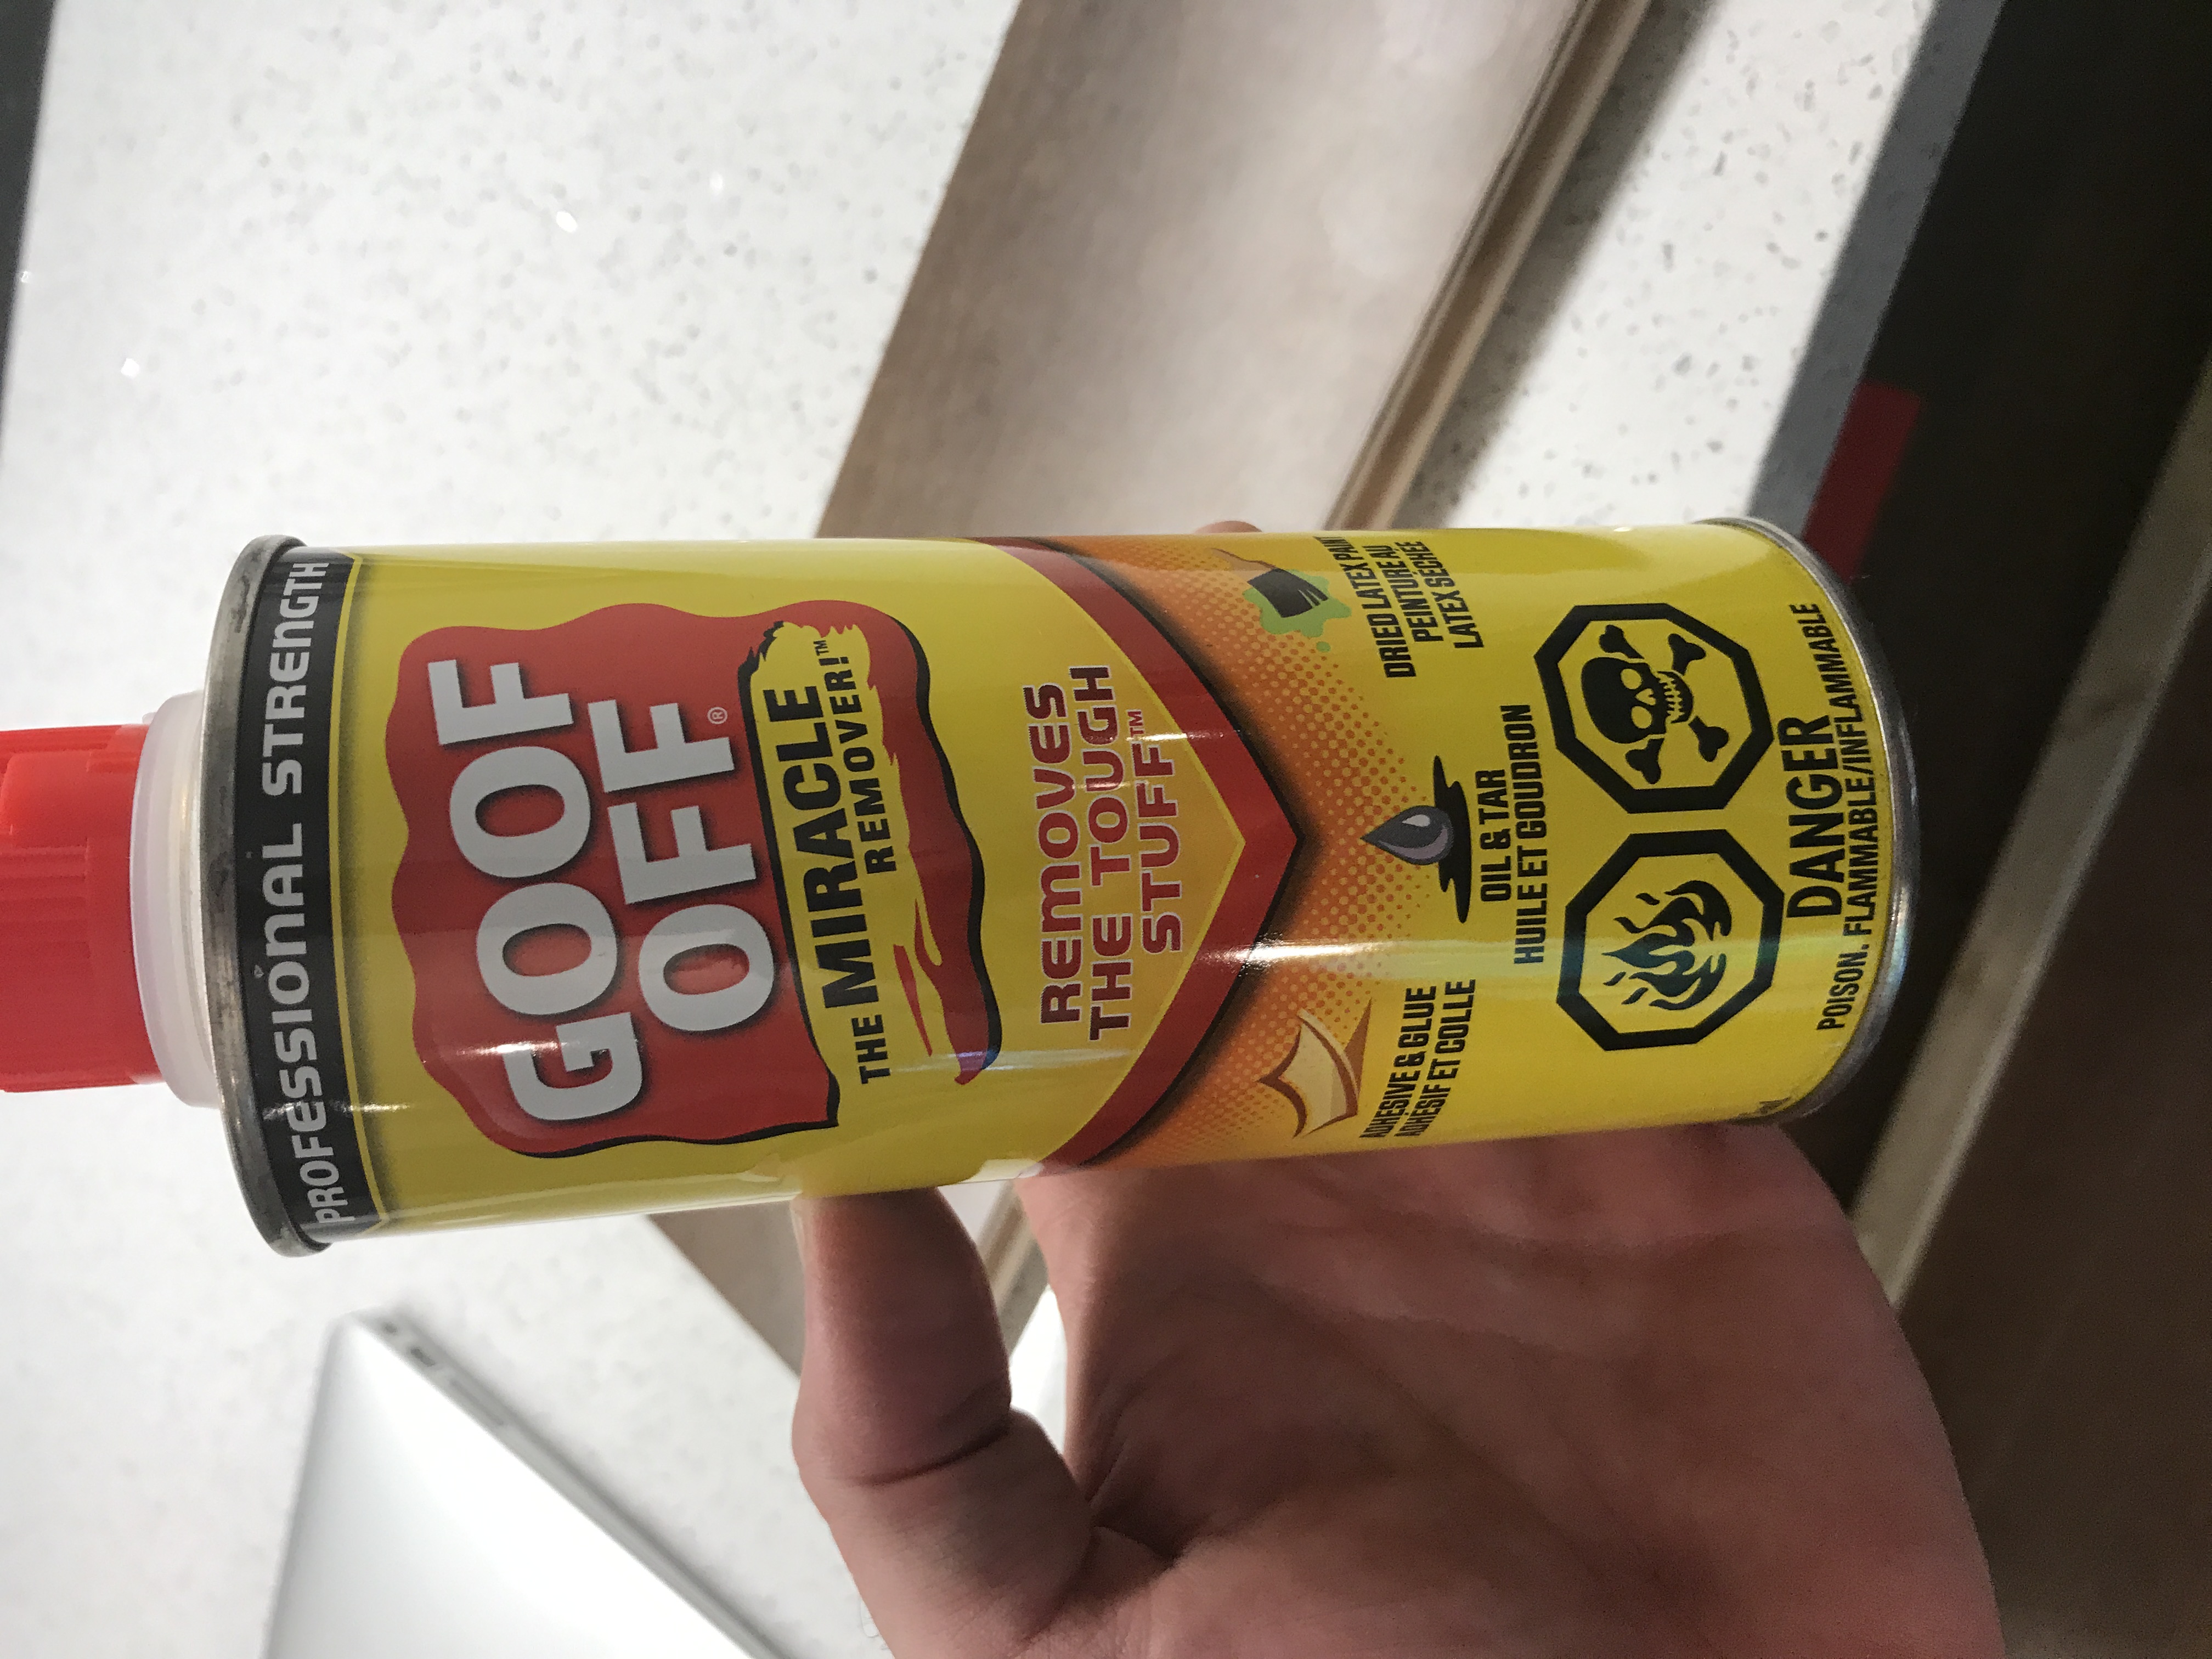 PROFESSIONAL STRENGTH
GOOF
OFF®
THE MIRACLE
REMOVER!™
REMOVES
THE TOUGH
STUFF™
ADHESIVE & GLUE
ADHÉSIF ET COLLE
OIL & TAR
HUILE ET GOUDRON
DRIED LATEX PAINT
PEINTURE AU
LATEX SÉCHÉE
DANGER
POISON. FLAMMABLE/INFLAMMABLE